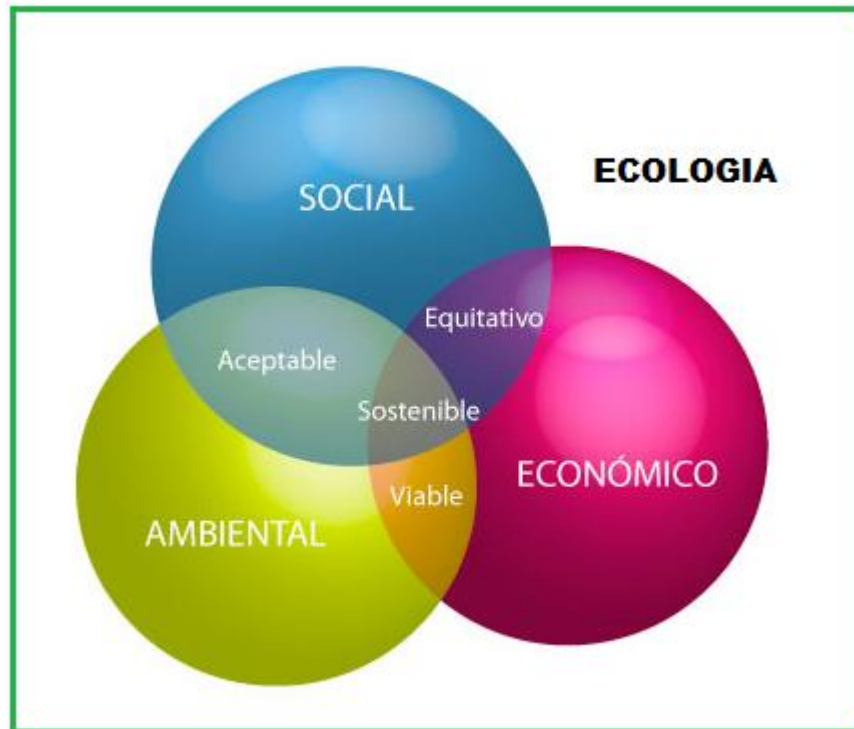 ECOLOGIA
SOCIAL
Equitativo
Aceptable
Sostenible
ECONÓMICO
Viable
AMBIENTAL